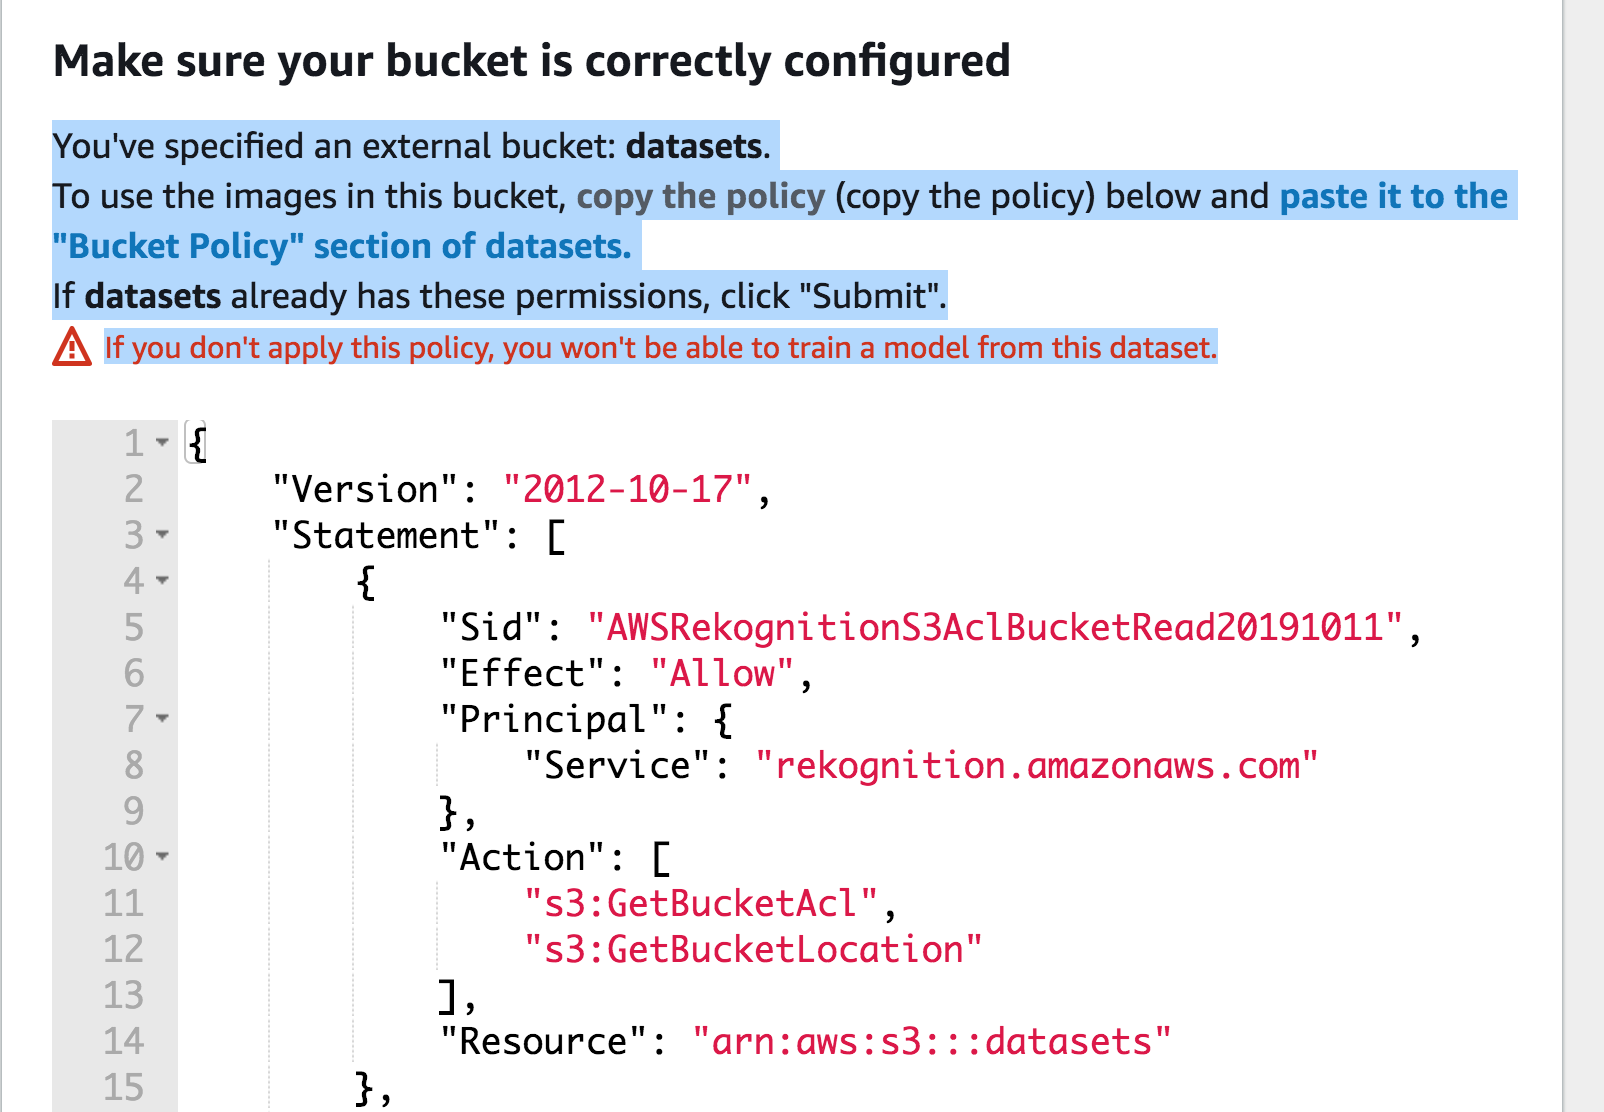 Make sure your bucket is correctly configured
You've specified an external bucket: datasets.
To use the images in this bucket, copy the policy (copy the policy) below and paste it to the
"Bucket Policy" section of datasets.
If datasets already has these permissions, click "Submit".
If you don't apply this policy, you won't be able to train a model from this dataset.
1 {
2 "Version": "2012-10-17",
3 "Statement": [
4 {
5 "Sid": "AWSRekognitionS3AclBucketRead20191011",
6 "Effect": "Allow",
7 "Principal": {
8 "Service": "rekognition.amazonaws.com"
9 },
10 "Action": [
11 "s3:GetBucketAcl",
12 "s3:GetBucketLocation"
13 ],
14 "Resource": "arn:aws:s3:::datasets"
15 },